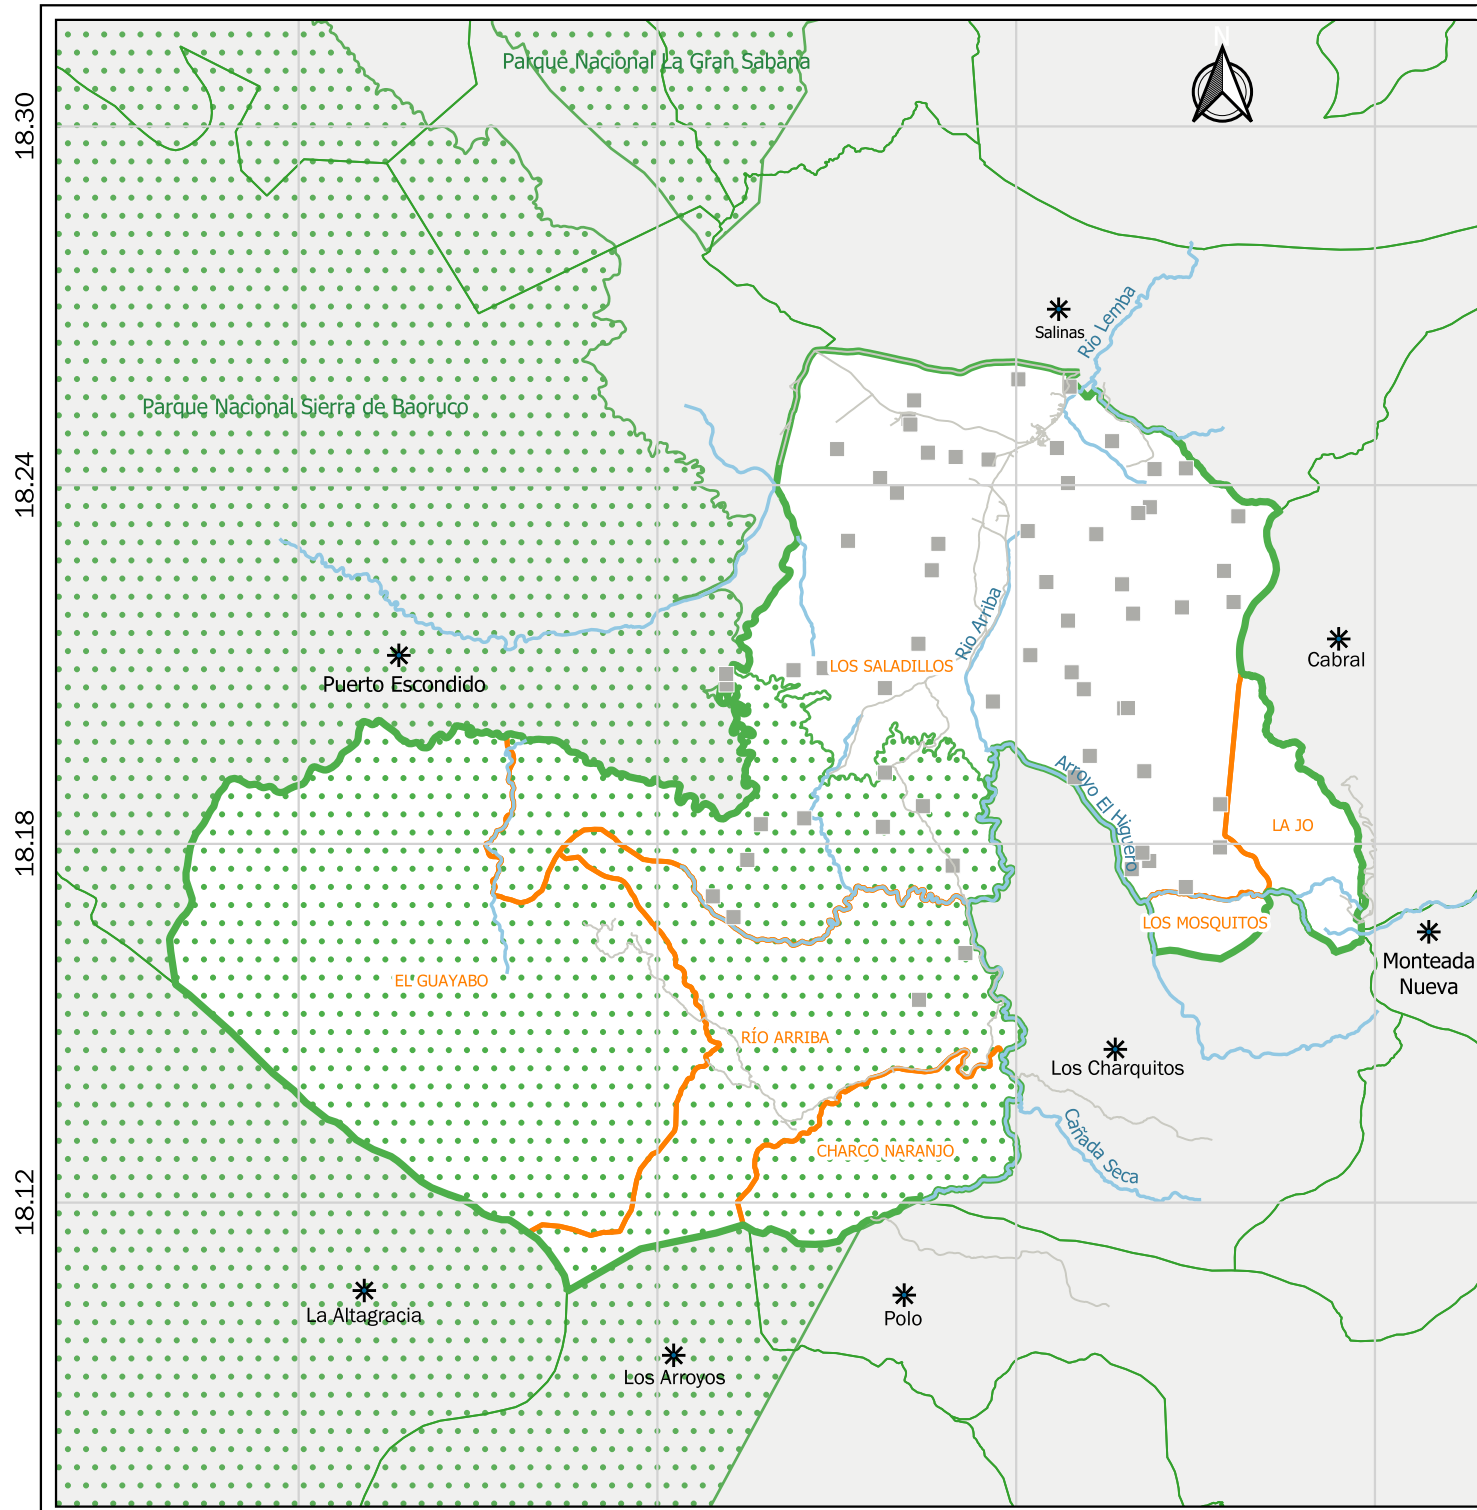 N
Parque Nacional La Gran Sabana
18.30
Río Lemba
Salinas
Parque Nacional Sierra de Baoruco
18.24
Río Arriba
Cabral
LOS SALADILLOS
Puerto Escondido
Arroyo El Higuero
LA JO
18.18
LOS MOSQUITOS
Monteada
Nueva
EL GUAYABO
RÍO ARRIBA
Los Charquitos
CHARCO NARANJO
Cañada Seca
18.12
La Altagracia
Polo
Los Arroyos